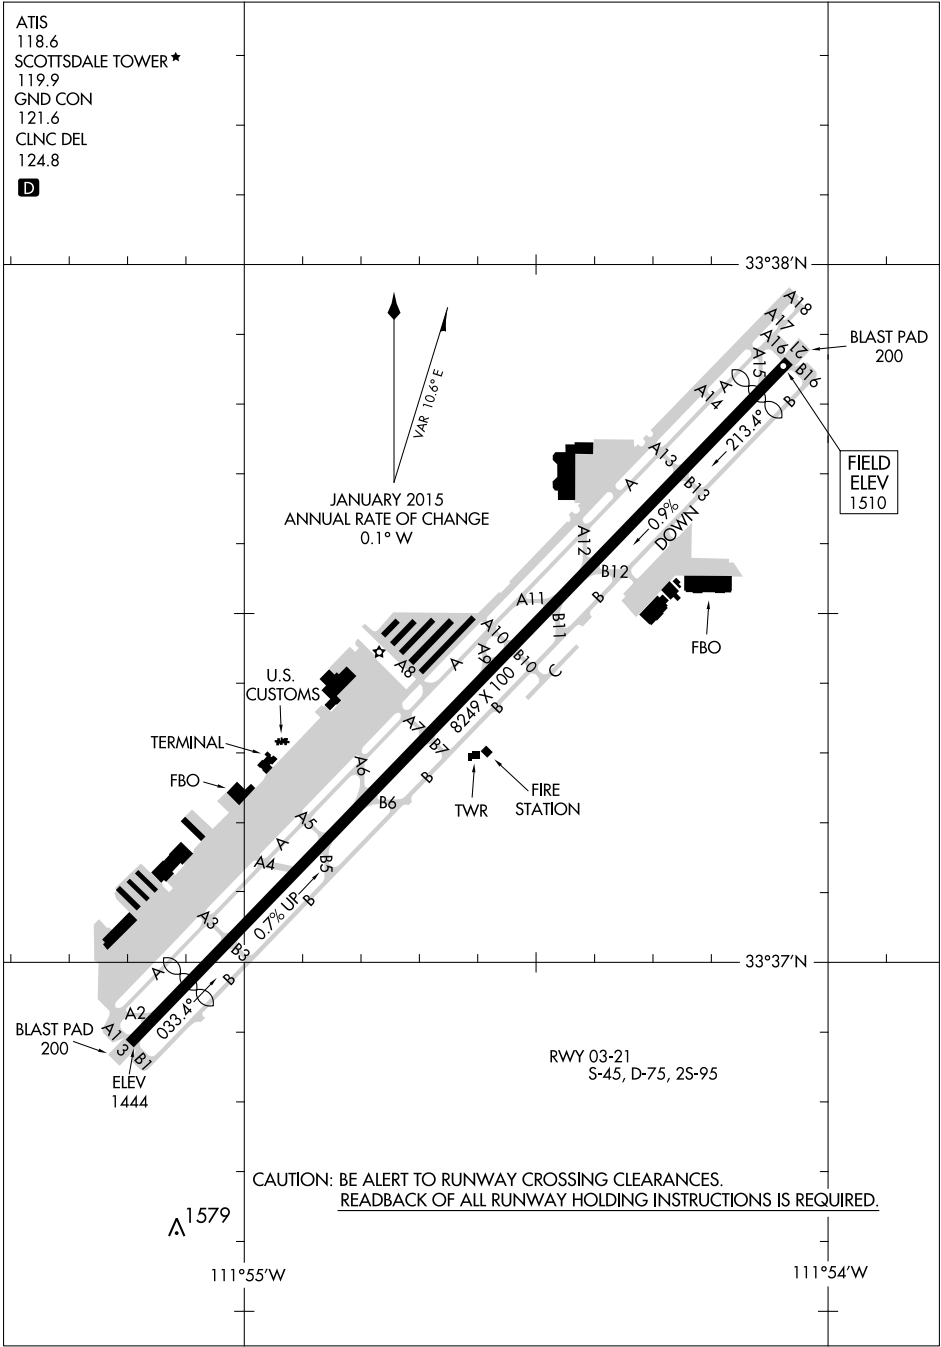 ATIS
118.6
SCOTTSDALE TOWER ★
119.9
GND CON
121.6
CLNC DEL
124.8
D
33°38'N
A18
A17
A16
21
BLAST PAD
200
A15
B16
A
A14
B
213.4°
VAR 10.6° E
FIELD
ELEV
1510
A13
A
B13
JANUARY 2015
ANNUAL RATE OF CHANGE
0.1° W
0.9%
DOWN
A12
B12
A11
B
B11
A10
FBO
A9
B10
C
A8
A
U.S.
CUSTOMS
8249 X 100
B
A7
B7
TERMINAL
A6
B
FBO
FIRE
STATION
TWR
B6
A5
A
A4
B5
0.7% UP
B
A3
B3
33°37'N
A
B
033.4°
A2
A1
3
B1
BLAST PAD
200
ELEV
1444
RWY 03-21
S-45, D-75, 2S-95
CAUTION: BE ALERT TO RUNWAY CROSSING CLEARANCES.
READBACK OF ALL RUNWAY HOLDING INSTRUCTIONS IS REQUIRED.
1579
111°55'W
111°54'W